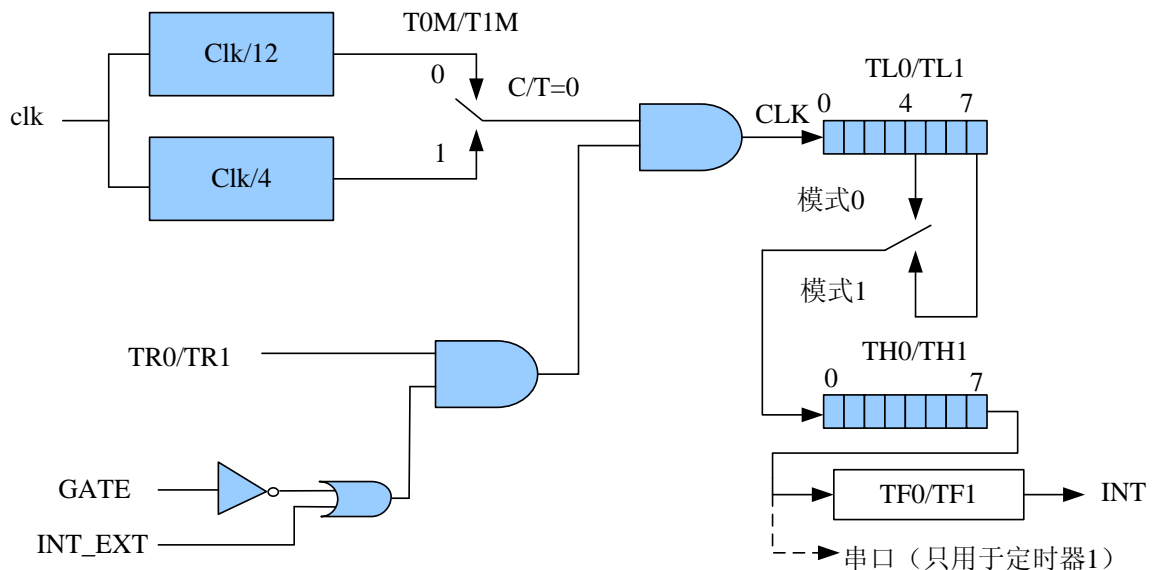 T0M/T1M
Clk/12
0
C/T=0
TL0/TL1
0 4 7
clk
CLK
1
Clk/4
模式0
模式1
TR0/TR1
TH0/TH1
0 7
GATE
TF0/TF1
INT
INT_EXT
串口（只用于定时器1）